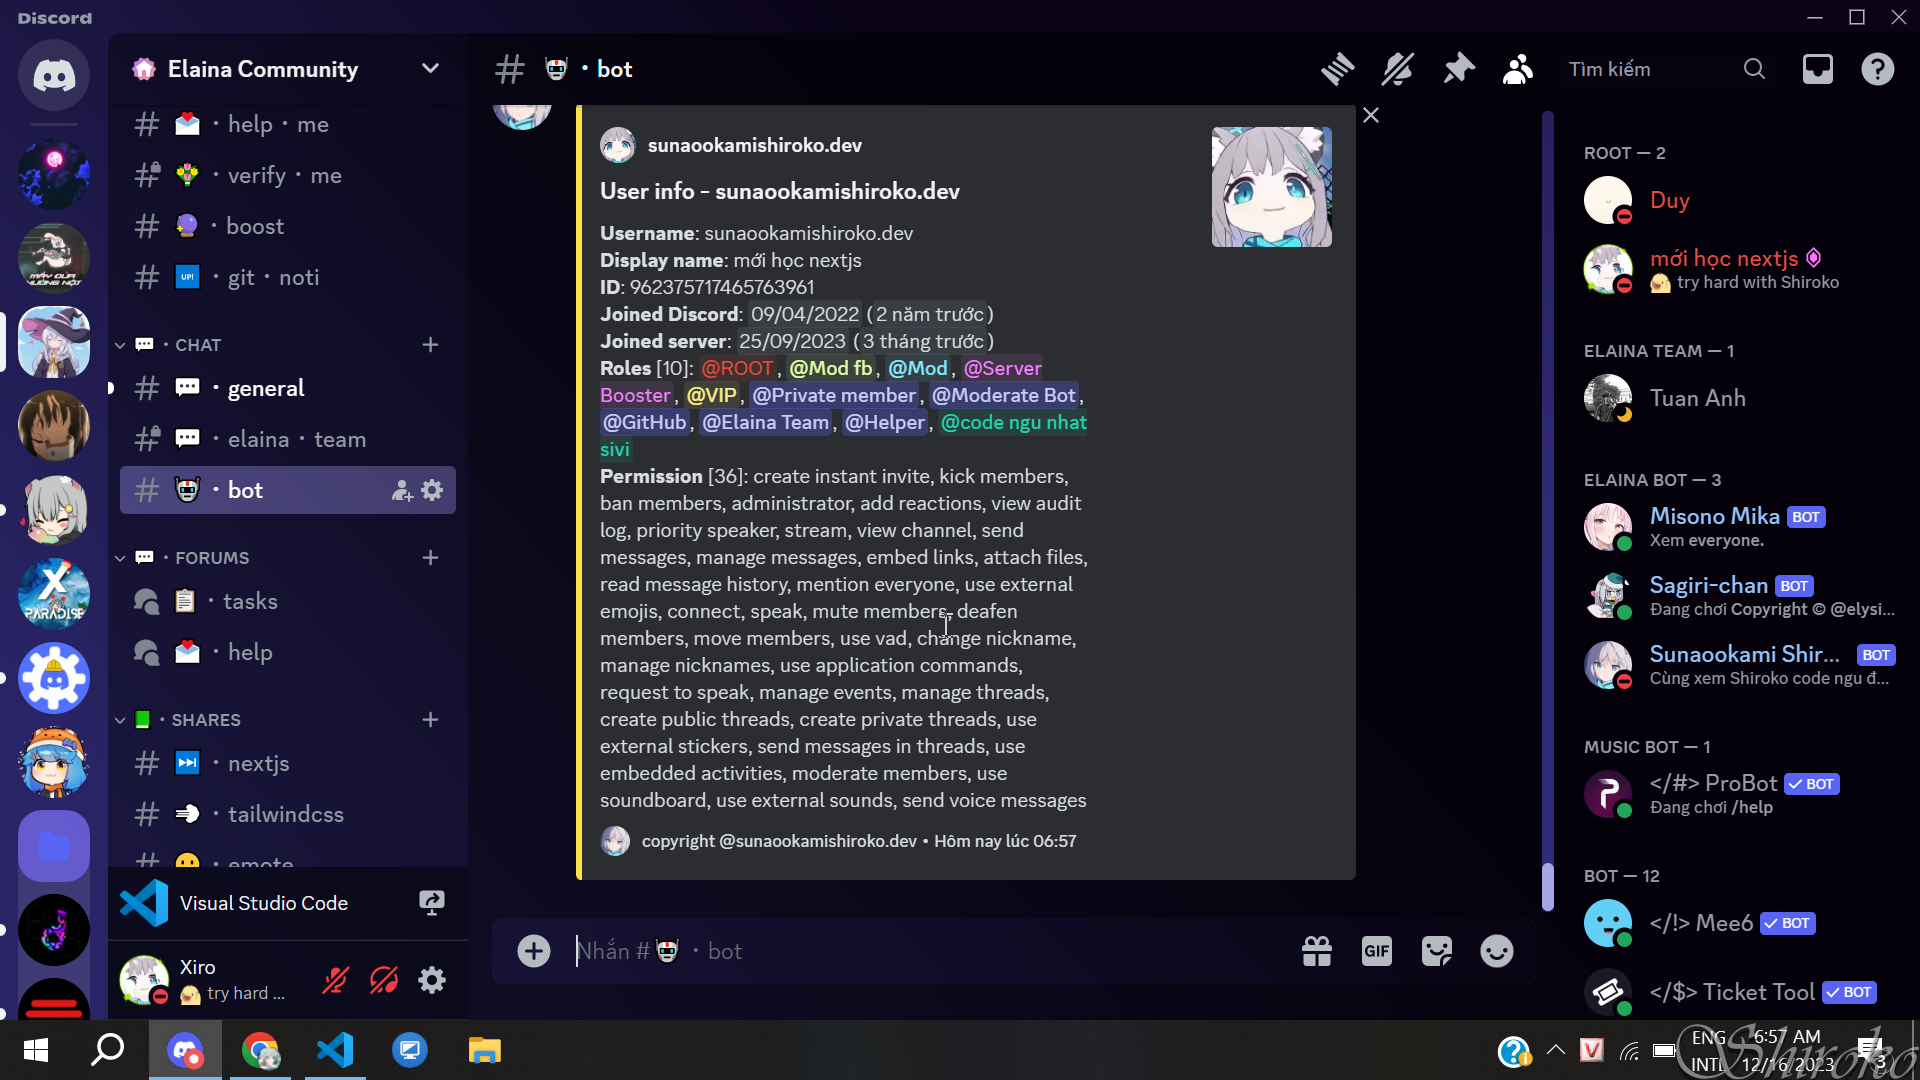 Discord
Elaina Community
help • me
verify • me
boost
git • noti
CHAT
general
elaina • team
bot
FORUMS
tasks
help
SHARES
nextjs
tailwindcss
emote
Visual Studio Code
Xiro
try hard ...
# • bot
Tìm kiếm
sunaookamishiroko.dev
User info - sunaookamishiroko.dev
Username: sunaookamishiroko.dev
Display name: mới học nextjs
ID: 962375717465763961
Joined Discord: 09/04/2022 (2 năm trước)
Joined server: 25/09/2023 (3 tháng trước)
Roles [10]: @ROOT, @Mod fb, @Mod, @Server
Booster, @VIP, @Private member, @Moderate Bot,
@GitHub, @Elaina Team, @Helper, @code ngu nhat
sivi
Permission [36]: create instant invite, kick members,
ban members, administrator, add reactions, view audit
log, priority speaker, stream, view channel, send
messages, manage messages, embed links, attach files,
read message history, mention everyone, use external
emojis, connect, speak, mute members, deafen
members, move members, use vad, change nickname,
manage nicknames, use application commands,
request to speak, manage events, manage threads,
create public threads, create private threads, use
external stickers, send messages in threads, use
embedded activities, moderate members, use
soundboard, use external sounds, send voice messages
copyright @sunaookamishiroko.dev • Hôm nay lúc 06:57
Nhắn # • bot
GIF
ROOT — 2
Duy
mới học nextjs
try hard with Shiroko
ELAINA TEAM — 1
Tuan Anh
ELAINA BOT — 3
Misono Mika BOT
Xem everyone.
Sagiri-chan BOT
Đang chơi Copyright © @elysi...
Sunaookami Shir... BOT
Cùng xem Shiroko code ngu đ...
MUSIC BOT — 1
</#> ProBot BOT
Đang chơi /help
BOT — 12
</!> Mee6 BOT
</$> Ticket Tool BOT
ENG
INTL
6:57 AM
12/16/2023
3
Shiroko